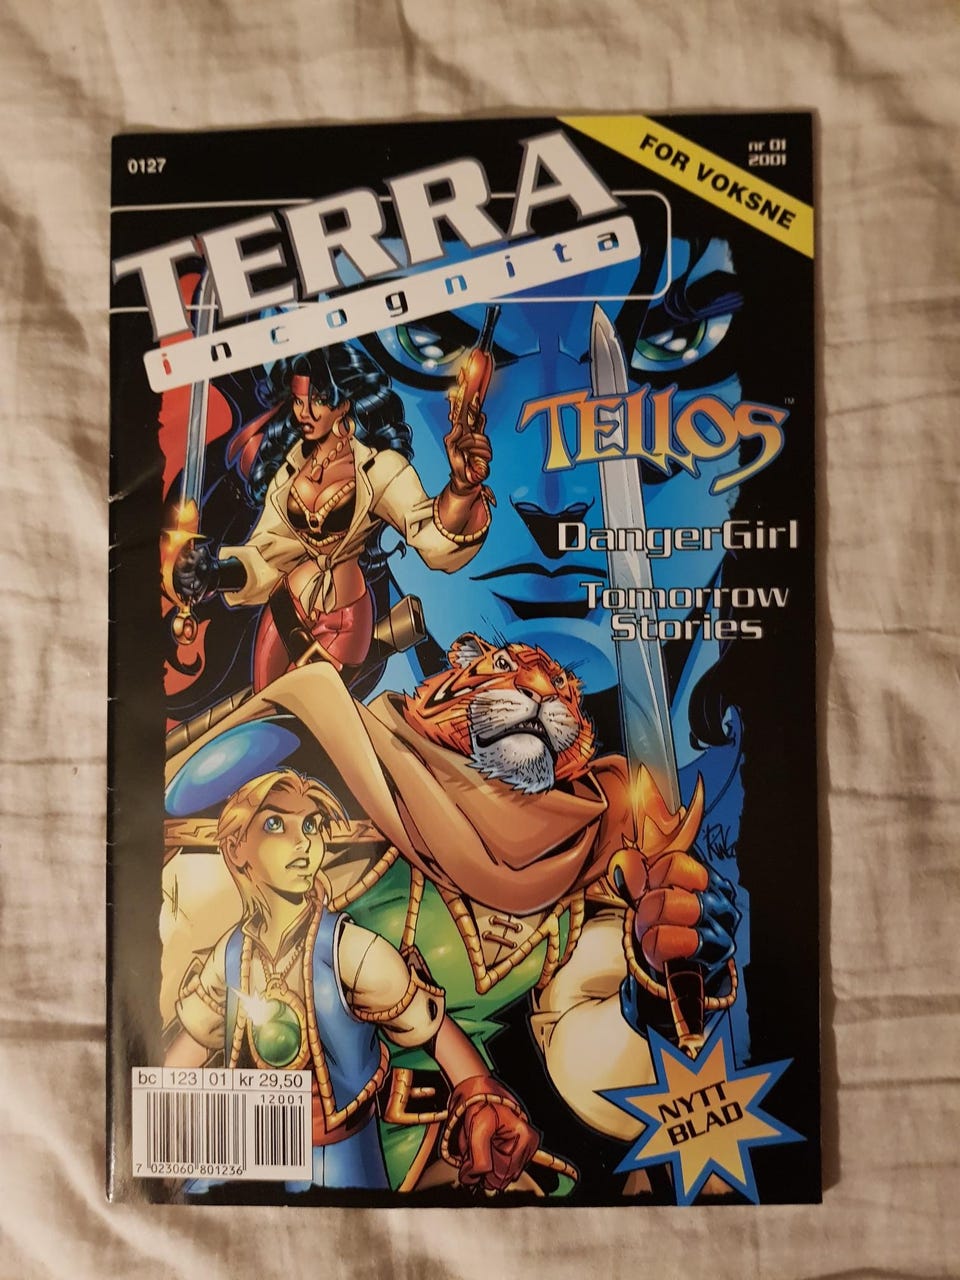 0127
nr 01
2001
FOR VOKSNE
TERRA
incognita
TELLOS™
DangerGirl
Tomorrow
Stories
NYTT
BLAD
bc 123 01 kr 29,50
12001
7 023060 801236